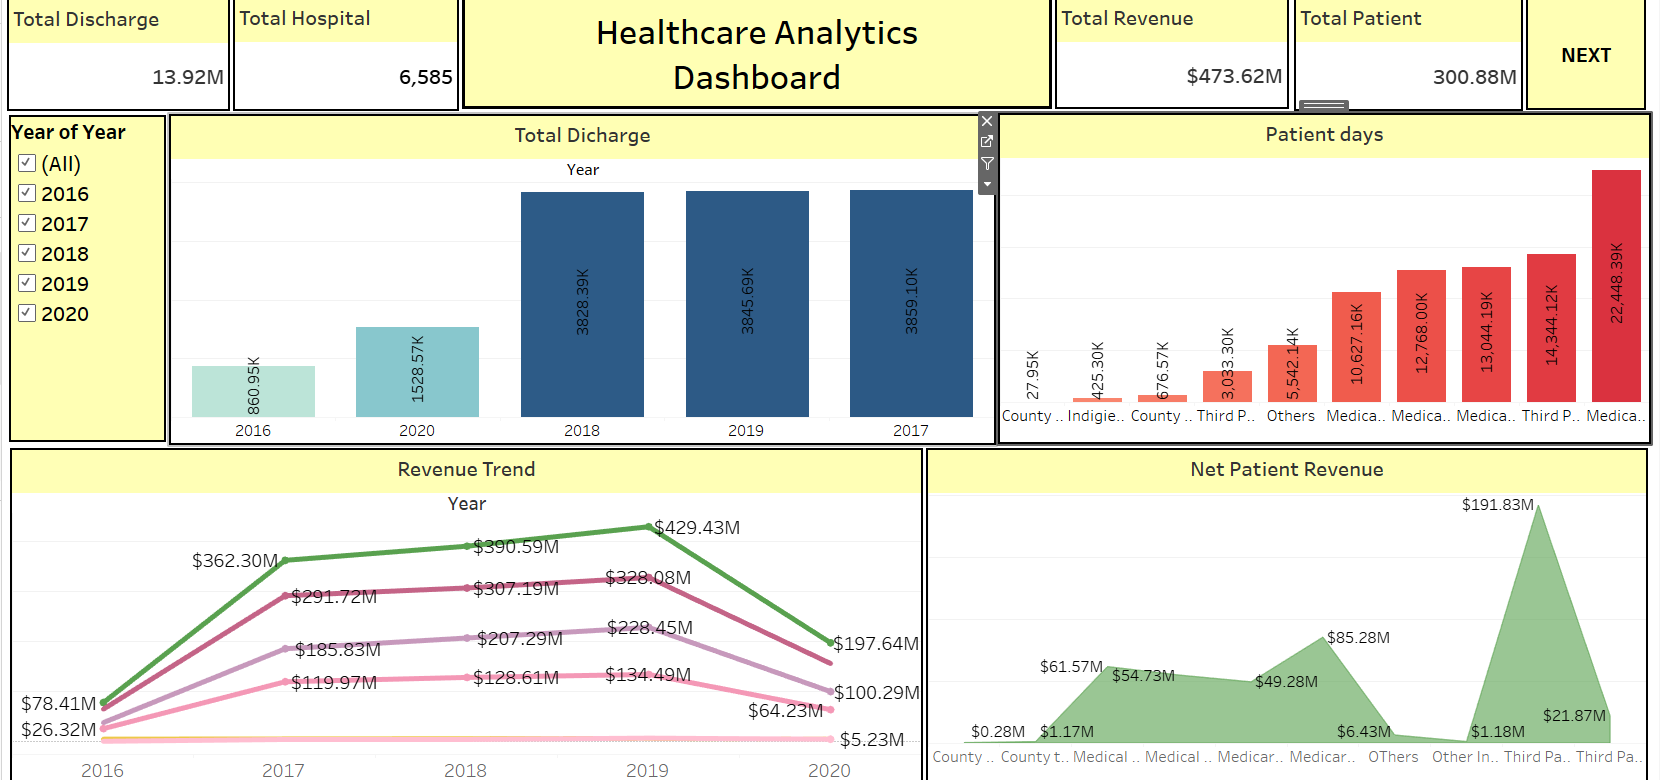 Total Discharge
13.92M
Total Hospital
6,585
Healthcare Analytics
Dashboard
Total Revenue
$473.62M
Total Patient
300.88M
NEXT
Year of Year
(All)
2016
2017
2018
2019
2020
Total Dicharge
Year
860.95K
1528.57K
3828.39K
3845.69K
3859.10K
2016
2020
2018
2019
2017
Patient days
27.95K
425.30K
676.57K
3,033.30K
5,542.14K
10,627.16K
12,768.00K
13,044.19K
14,344.12K
22,448.39K
County ..
Indigie..
County ..
Third P..
Others
Medica..
Medica..
Medica..
Third P..
Medica..
Revenue Trend
Year
$429.43M
$390.59M
$362.30M
$328.08M
$307.19M
$291.72M
$228.45M
$207.29M
$185.83M
$197.64M
$134.49M
$128.61M
$119.97M
$100.29M
$78.41M
$64.23M
$26.32M
$5.23M
2016
2017
2018
2019
2020
Net Patient Revenue
$191.83M
$85.28M
$61.57M
$54.73M
$49.28M
$21.87M
$0.28M
$1.17M
$6.43M
$1.18M
County ..
County t..
Medical ..
Medical ..
Medicar..
Medicar..
OThers
Other In..
Third Pa..
Third Pa..